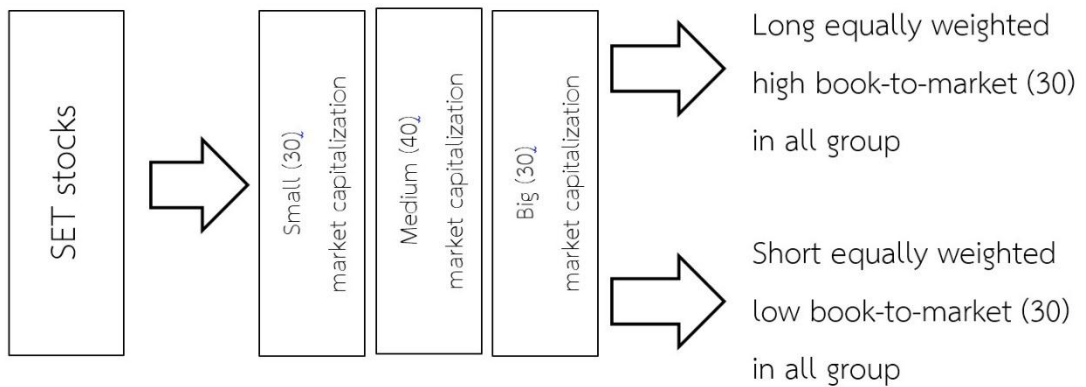 SET stocks
Small (30)
market capitalization
Medium (40)
market capitalization
Big (30)
market capitalization
Long equally weighted
high book-to-market (30)
in all group
Short equally weighted
low book-to-market (30)
in all group